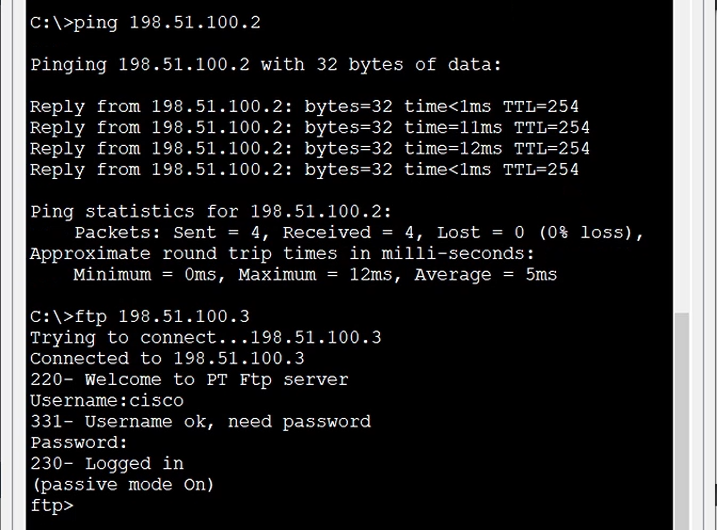 C:\>ping 198.51.100.2
Pinging 198.51.100.2 with 32 bytes of data:
Reply from 198.51.100.2: bytes=32 time<1ms TTL=254
Reply from 198.51.100.2: bytes=32 time=11ms TTL=254
Reply from 198.51.100.2: bytes=32 time=12ms TTL=254
Reply from 198.51.100.2: bytes=32 time<1ms TTL=254
Ping statistics for 198.51.100.2:
Packets: Sent = 4, Received = 4, Lost = 0 (0% loss),
Approximate round trip times in milli-seconds:
Minimum = 0ms, Maximum = 12ms, Average = 5ms
C:\>ftp 198.51.100.3
Trying to connect...198.51.100.3
Connected to 198.51.100.3
220- Welcome to PT Ftp server
Username:cisco
331- Username ok, need password
Password:
230- Logged in
(passive mode On)
ftp>